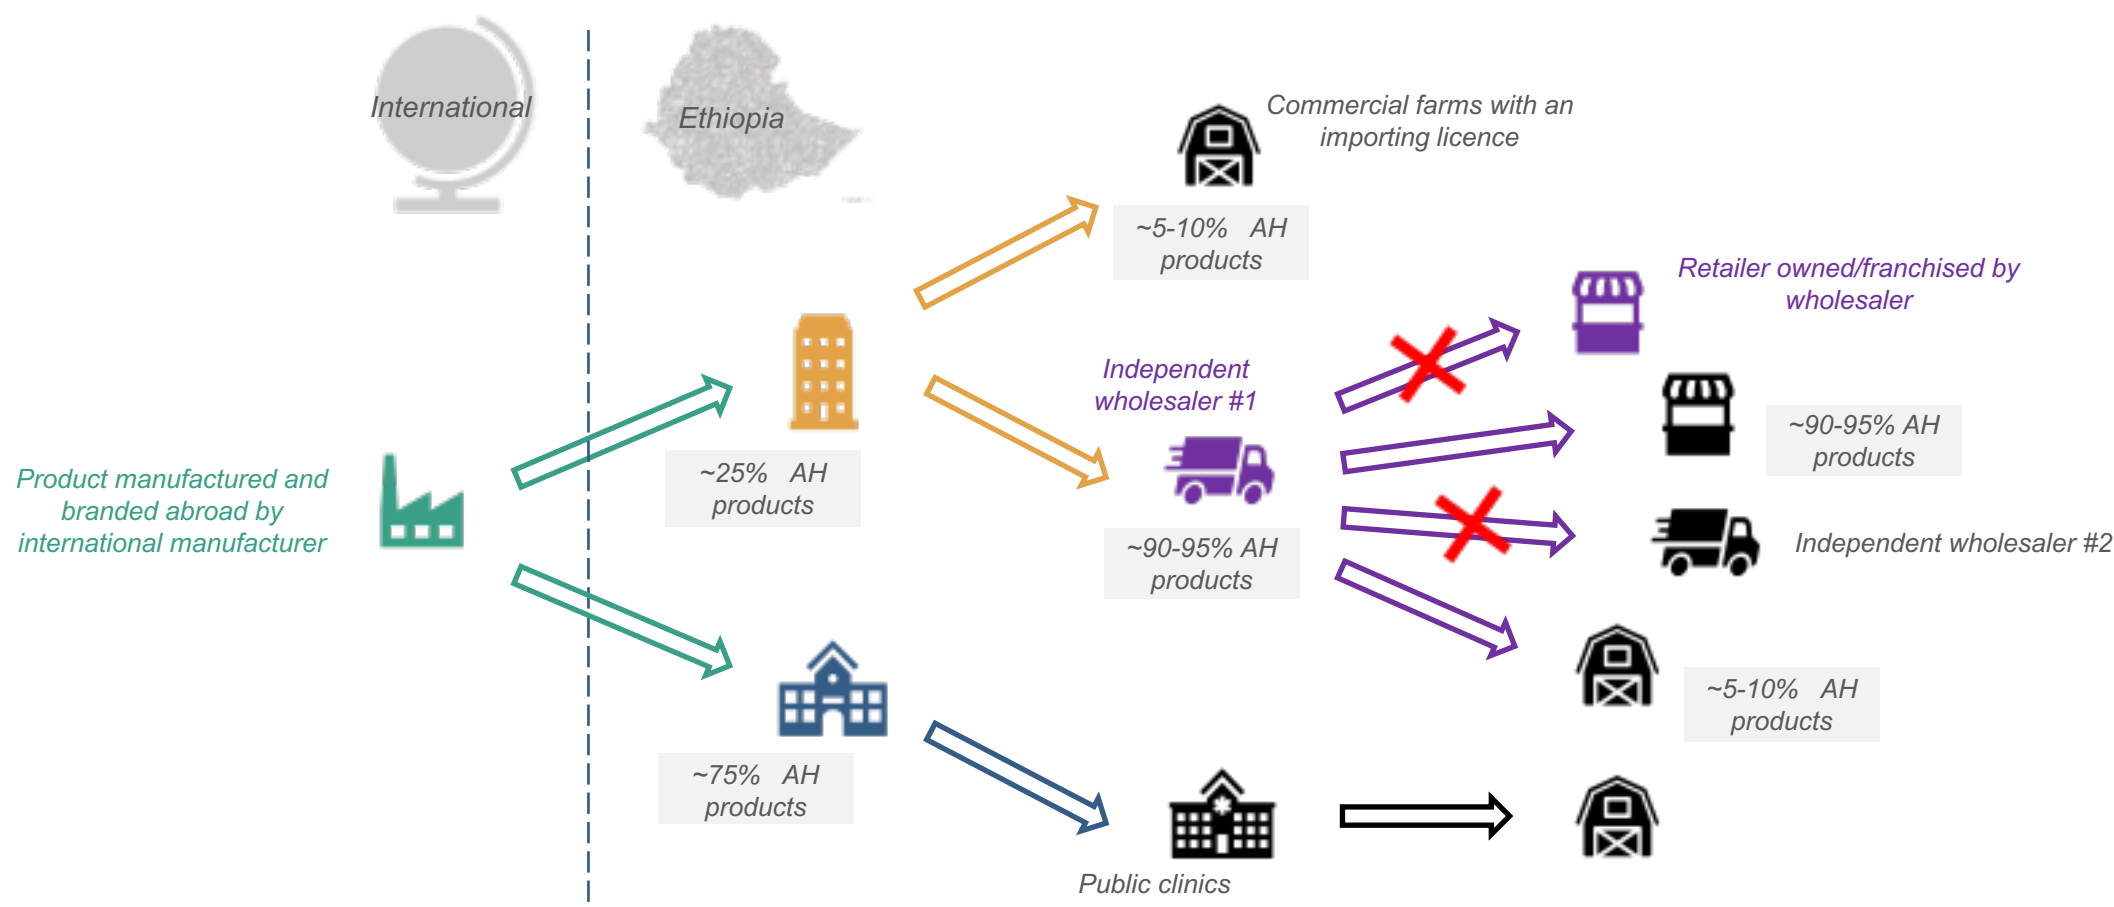 International
Ethiopia
Commercial farms with an
importing licence
~5-10% AH
products
Retailer owned/franchised by
wholesaler
Independent
wholesaler #1
~90-95% AH
products
~25% AH
products
Product manufactured and
branded abroad by
international manufacturer
~90-95% AH
products
Independent wholesaler #2
~5-10% AH
products
~75% AH
products
Public clinics